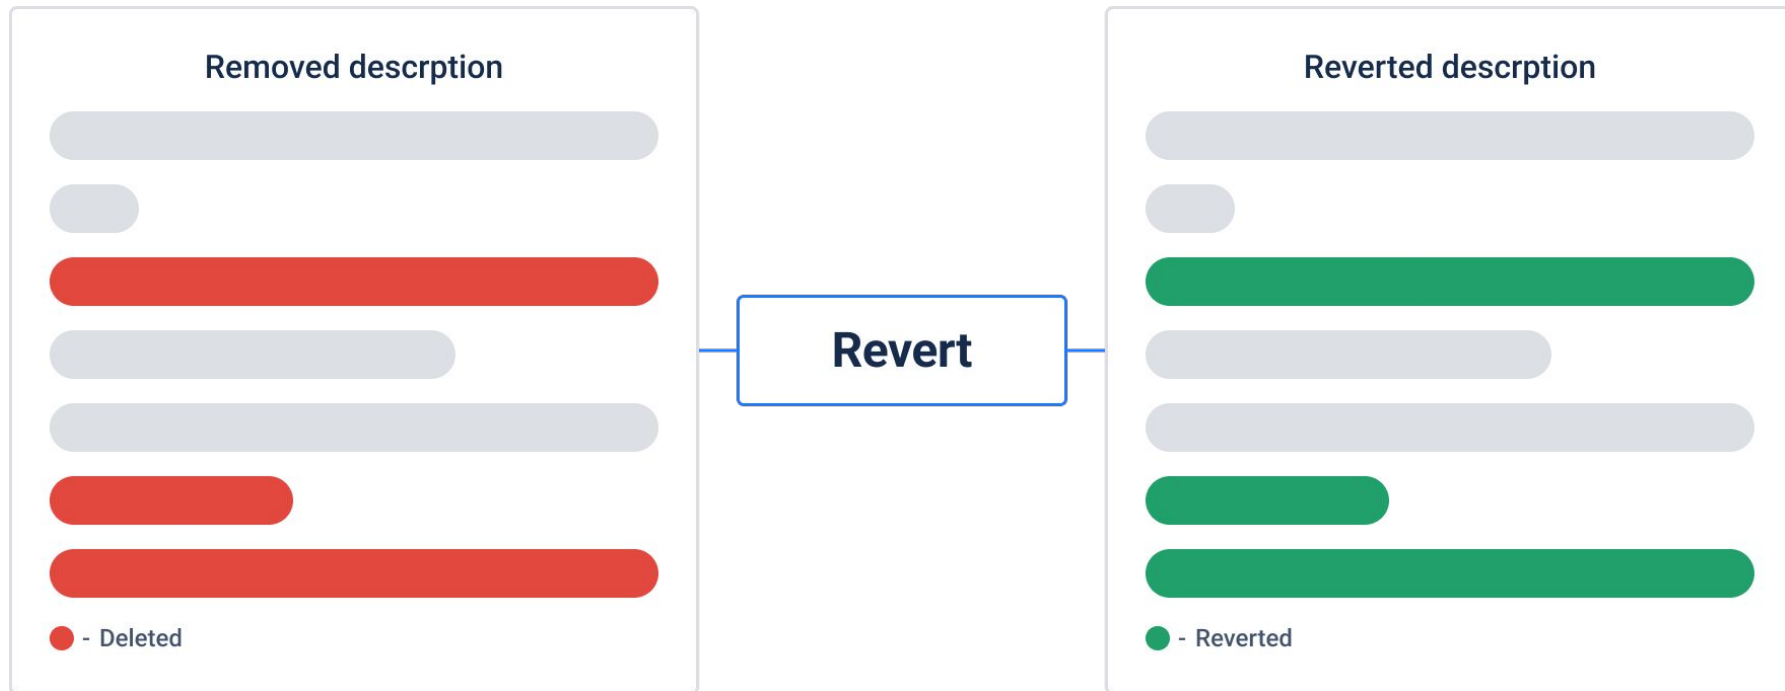 Removed descrption
- Deleted
Revert
Reverted descrption
- Reverted